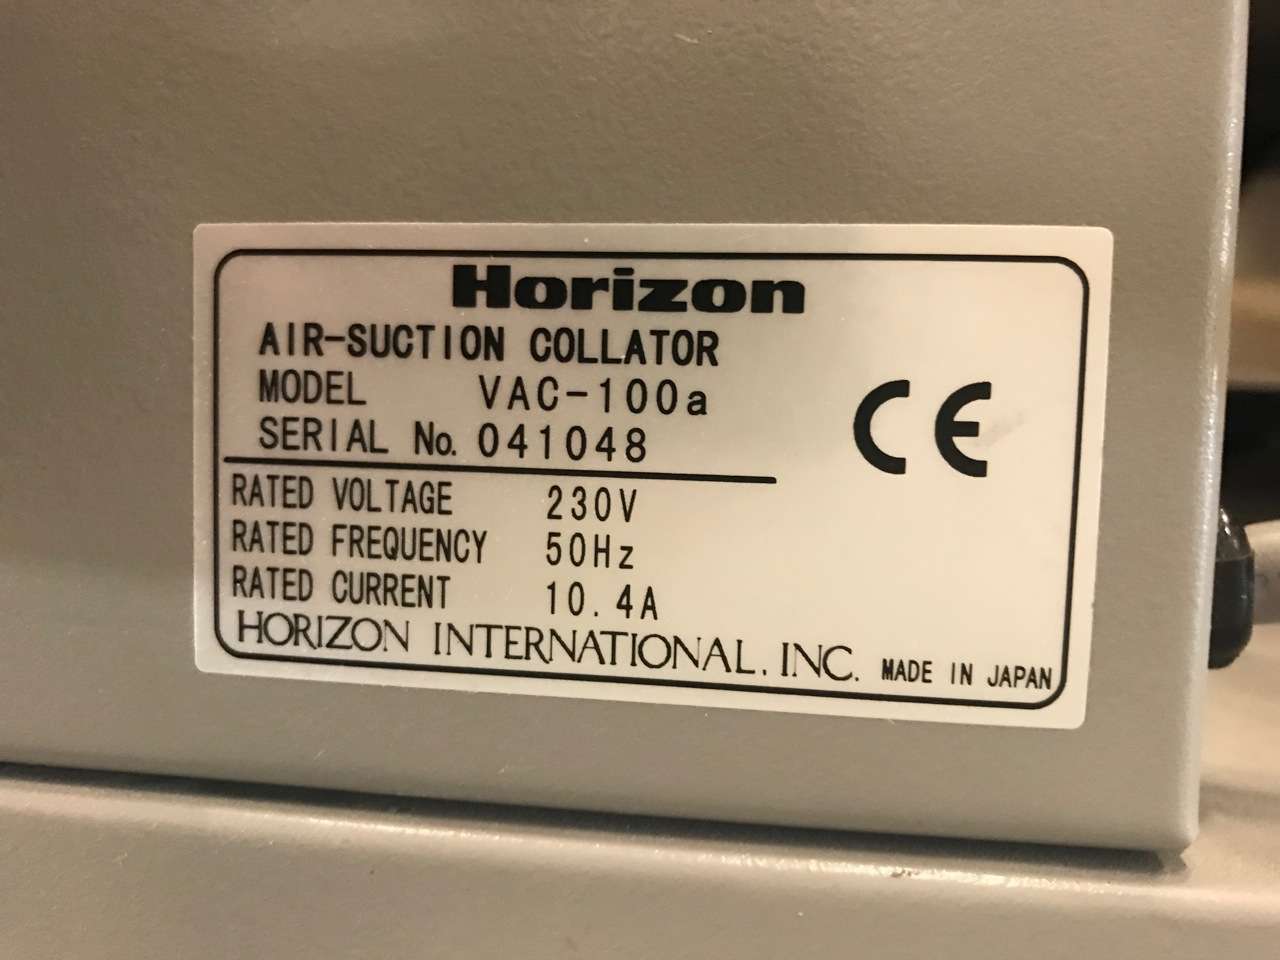 Horizon
AIR-SUCTION COLLATOR
MODEL VAC-100a
SERIAL No. 041048
CE
RATED VOLTAGE 230V
RATED FREQUENCY 50Hz
RATED CURRENT 10.4A
HORIZON INTERNATIONAL, INC. MADE IN JAPAN